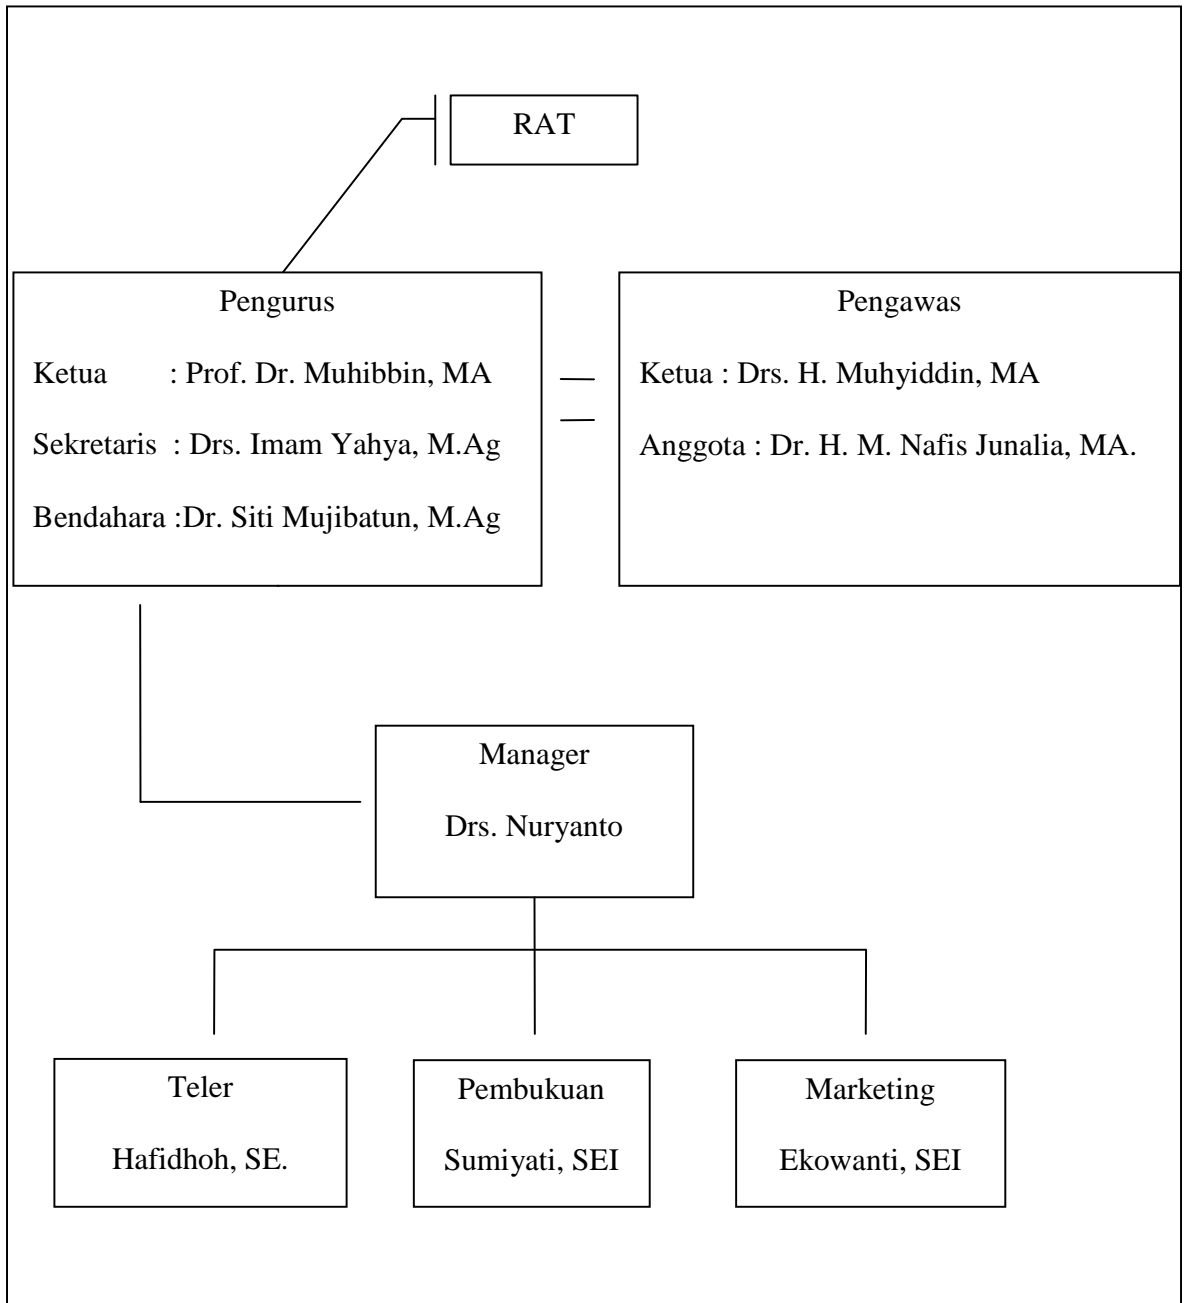 RAT
Pengurus
Ketua : Prof. Dr. Muhibbin, MA
Sekretaris : Drs. Imam Yahya, M.Ag
Bendahara :Dr. Siti Mujibatun, M.Ag
Pengawas
Ketua : Drs. H. Muhyiddin, MA
Anggota : Dr. H. M. Nafis Junalia, MA.
Manager
Drs. Nuryanto
Teler
Hafidhoh, SE.
Pembukuan
Sumiyati, SEI
Marketing
Ekowanti, SEI